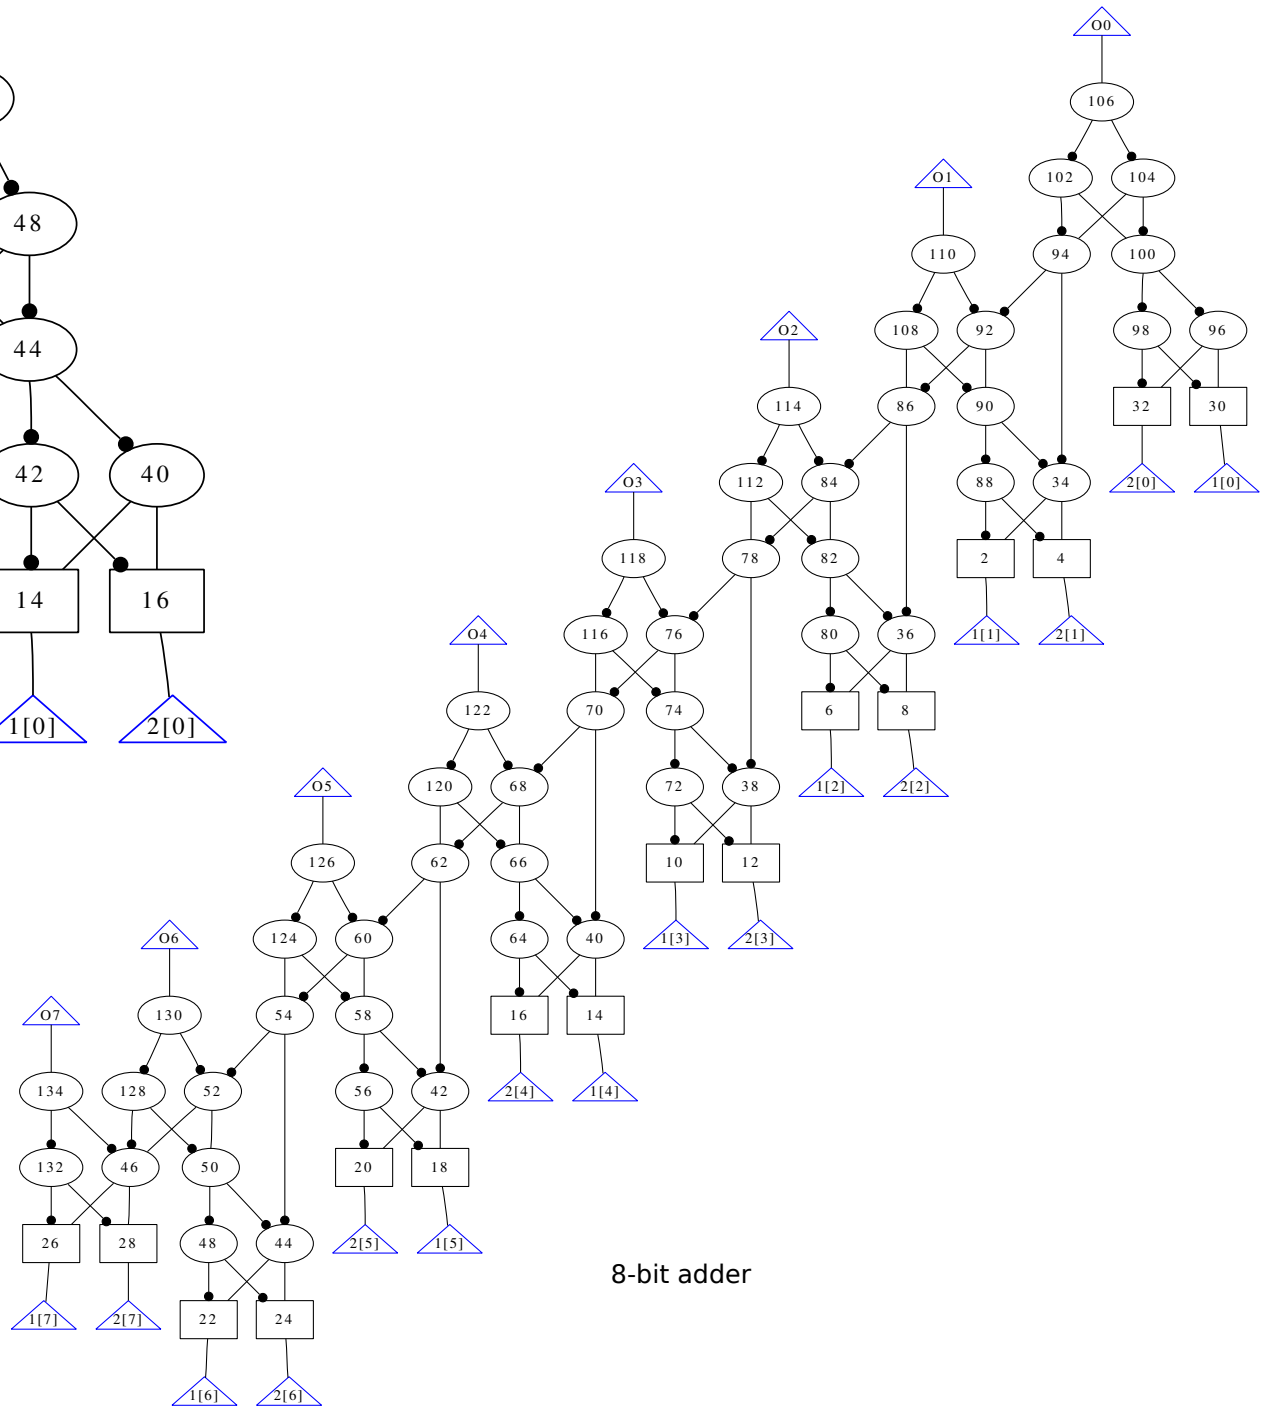 O0
106
102 104
O1
48
110 94 100
44
O2 108 92 98 96
114 86 90 32 30
42 40
O3 112 84 88 34 2[0] 1[0]
118 78 82 2 4
14 16
O4 116 76 80 36 1[1] 2[1]
122 70 74 6 8
1[0] 2[0]
O5 120 68 72 38 1[2] 2[2]
126 62 66 10 12
O6 124 60 64 40 1[3] 2[3]
O7 130 54 58 16 14
134 128 52 56 42 2[4] 1[4]
132 46 50 20 18
26 28 48 44 2[5] 1[5]
8-bit adder
1[7] 2[7] 22 24
1[6] 2[6]